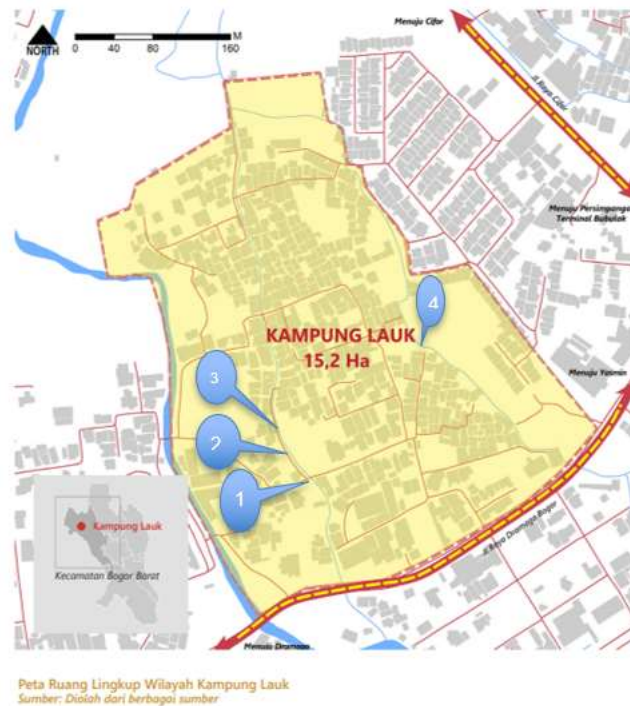 NORTH
0 40 80 160 M
Menuju Cifor
Jl Raya Cifor
Menuju Persimpangan
Terminal Bubulak
4
KAMPUNG LAUK
15,2 Ha
Menuju Yasmin
3
2
1
Kampung Lauk
Kecamatan Bogor Barat
Jl Raya Dramaga Bogor
Menuju Dramaga
Peta Ruang Lingkup Wilayah Kampung Lauk
Sumber: Diolah dari berbagai sumber